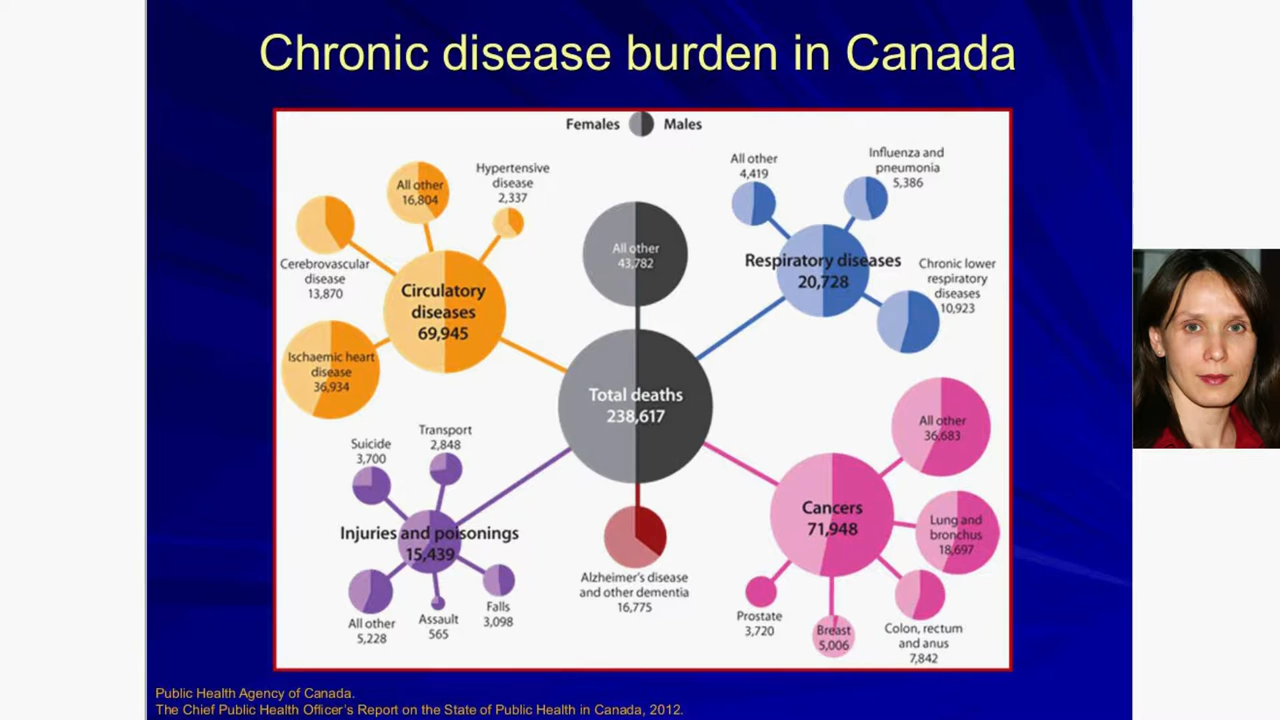 Chronic disease burden in Canada
Females Males
All other
16,804
Hypertensive
disease
2,337
Cerebrovascular
disease
13,870
Circulatory
diseases
69,945
Ischaemic heart
disease
36,934
All other
43,782
All other
4,419
Influenza and
pneumonia
5,386
Respiratory diseases
20,728
Chronic lower
respiratory
diseases
10,923
Total deaths
238,617
Suicide
3,700
Transport
2,848
Injuries and poisonings
15,439
All other
5,228
Assault
565
Falls
3,098
Alzheimer's disease
and other dementia
16,775
Cancers
71,948
All other
36,683
Lung and
bronchus
18,697
Prostate
3,720
Breast
5,006
Colon, rectum
and anus
7,842
Public Health Agency of Canada.
The Chief Public Health Officer's Report on the State of Public Health in Canada, 2012.